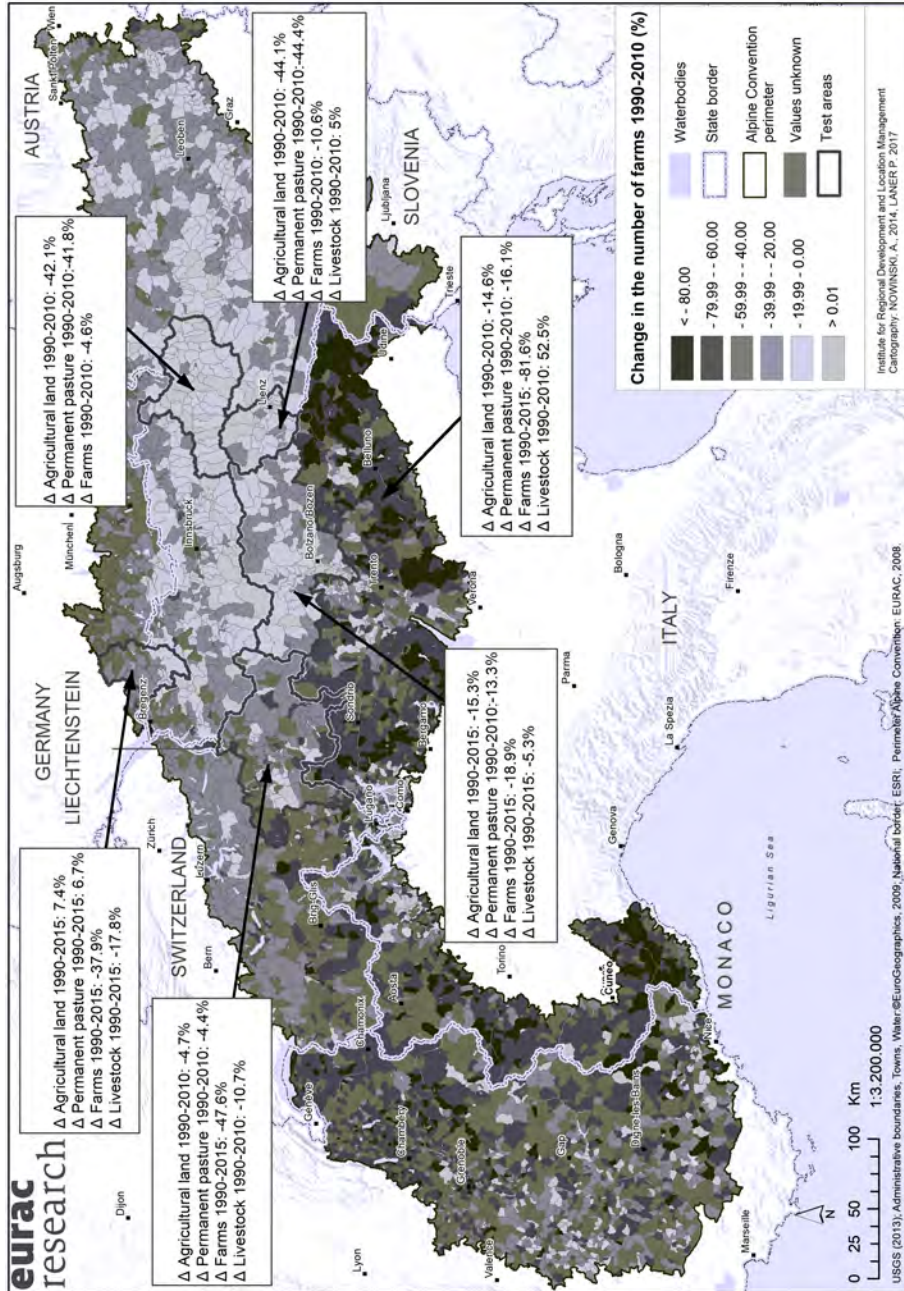 eurac
research
Δ Agricultural land 1990-2015: 7.4%
Δ Permanent pasture 1990-2015: 6.7%
Δ Farms 1990-2015: -37.9%
Δ Livestock 1990-2015: -17.8%
Δ Agricultural land 1990-2010: -42.1%
Δ Permanent pasture 1990-2010:-41.8%
Δ Farms 1990-2010: -4.6%
Δ Agricultural land 1990-2010: -44.1%
Δ Permanent pasture 1990-2010:-44.4%
Δ Farms 1990-2010: -10.6%
Δ Livestock 1990-2010: 5%
Δ Agricultural land 1990-2010: -4.7%
Δ Permanent pasture 1990-2010: -4.4%
Δ Farms 1990-2015: -47.6%
Δ Livestock 1990-2010: -10.7%
Δ Agricultural land 1990-2015: -15.3%
Δ Permanent pasture 1990-2010:-13.3%
Δ Farms 1990-2015: -18.9%
Δ Livestock 1990-2015: -5.3%
Δ Agricultural land 1990-2010: -14.6%
Δ Permanent pasture 1990-2010: -16.1%
Δ Farms 1990-2015: -81.6%
Δ Livestock 1990-2010: 52.5%
GERMANY
LIECHTENSTEIN
AUSTRIA
SWITZERLAND
SLOVENIA
ITALY
MONACO
Ligurian Sea
Dijon
Augsburg
München
Zürich
Bregenz
Innsbruck
Sankt Pölten
Wien
Leoben
Graz
Luzern
Bern
Lienz
Ljubljana
Bolzano/Bozen
Genève
Lyon
Chamonix
Brig-Glis
Lugano
Sondrio
Trento
Belluno
Udine
Trieste
Chambéry
Aosta
Como
Bergamo
Verona
Valence
Grenoble
Torino
Gap
Cuneo
Parma
Bologna
Genova
Digne-les-Bains
La Spezia
Firenze
Nice
Marseille
Change in the number of farms 1990-2010 (%)
< - 80.00
- 79.99 - - 60.00
- 59.99 - - 40.00
- 39.99 - - 20.00
- 19.99 - 0.00
> 0.01
Waterbodies
State border
Alpine Convention
perimeter
Values unknown
Test areas
Institute for Regional Development and Location Management
Cartography: NOWINSKI, A., 2014, LANER P. 2017
N
0 25 50 100
Km
1:3.200.000
USGS (2013); Administrative boundaries, Towns, Water:©EuroGeographics, 2009; National border: ESRI; Perimeter Alpine Convention: EURAC, 2008.